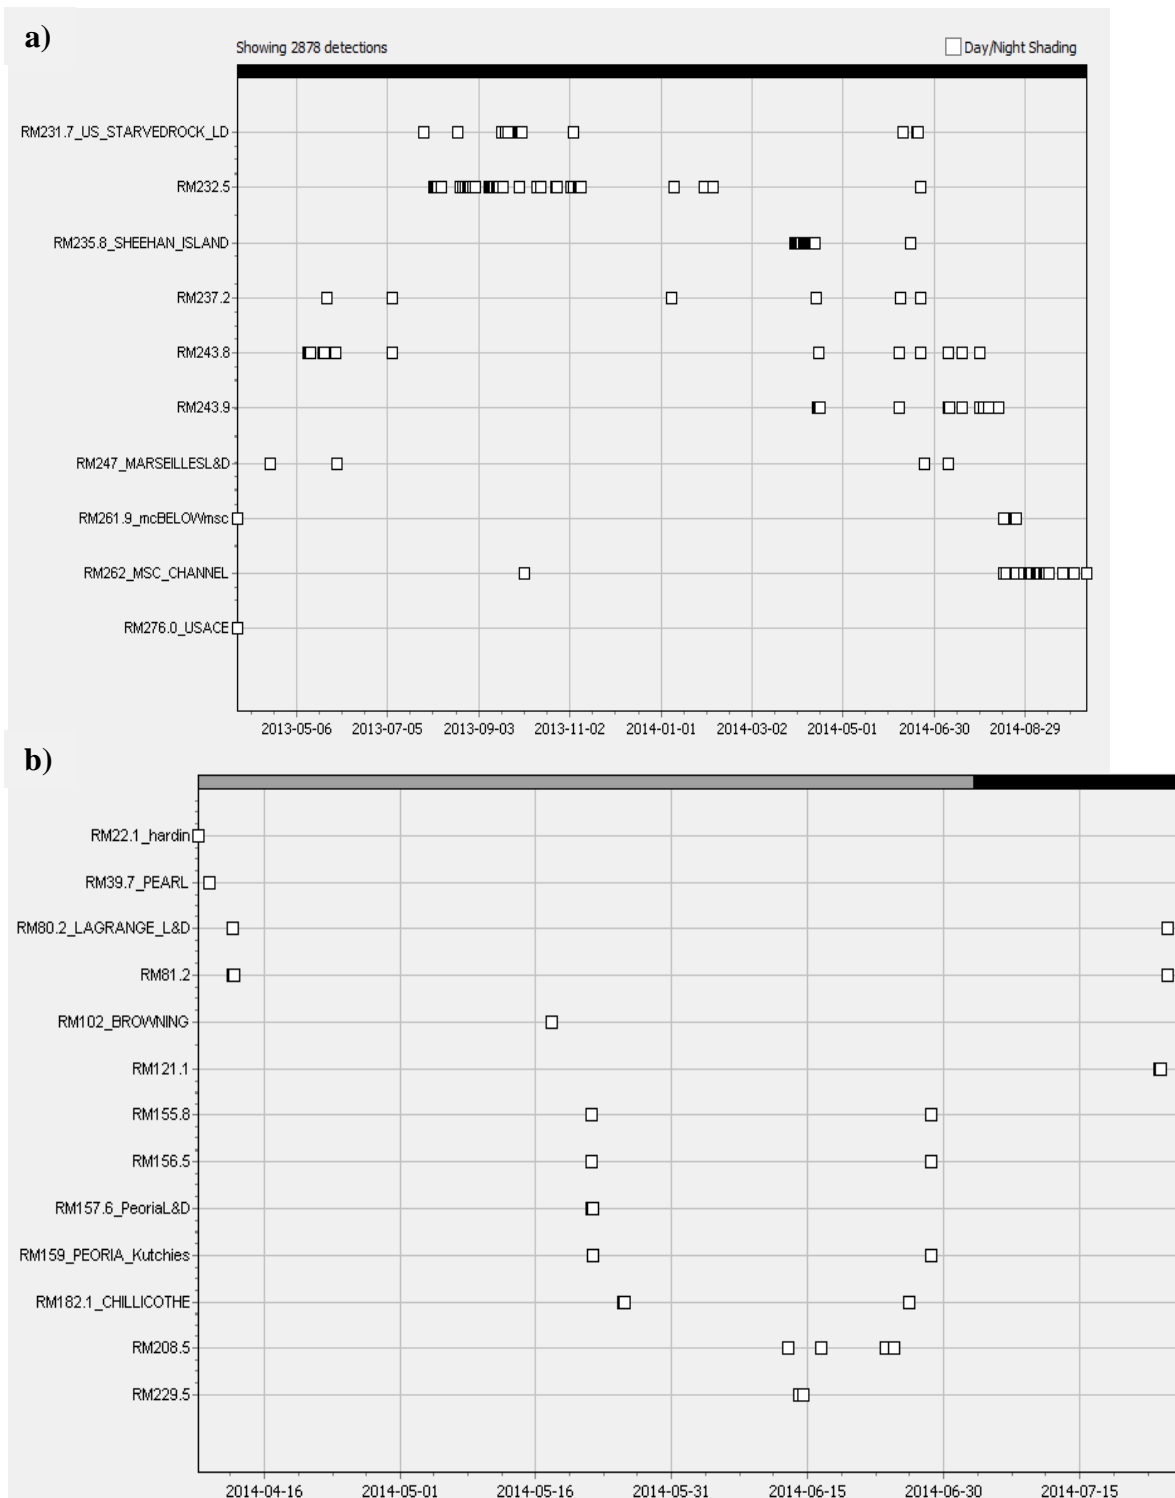 a)
Showing 2878 detections
Day/Night Shading
RM231.7_US_STARVEDROCK_LD
RM232.5
RM235.8_SHEEHAN_ISLAND
RM237.2
RM243.8
RM243.9
RM247_MARSEILLESL&D
RM261.9_mcBELOWmsc
RM262_MSC_CHANNEL
RM276.0_USACE
2013-05-06 2013-07-05 2013-09-03 2013-11-02 2014-01-01 2014-03-02 2014-05-01 2014-06-30 2014-08-29
b)
RM22.1_hardin
RM39.7_PEARL
RM80.2_LAGRANGE_L&D
RM81.2
RM102_BROWNING
RM121.1
RM155.8
RM156.5
RM157.6_PeoriaL&D
RM159_PEORIA_Kutchies
RM182.1_CHILLICOTHE
RM208.5
RM229.5
2014-04-16 2014-05-01 2014-05-16 2014-05-31 2014-06-15 2014-06-30 2014-07-15